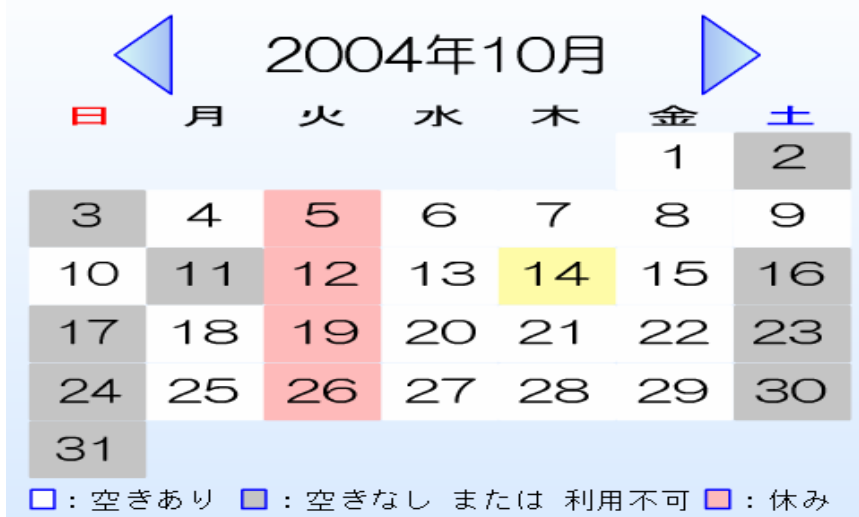 2004年10月
日 月 火 水 木 金 土
1 2
3 4 5 6 7 8 9
10 11 12 13 14 15 16
17 18 19 20 21 22 23
24 25 26 27 28 29 30
31
：空きあり ：空きなし または 利用不可 ：休み